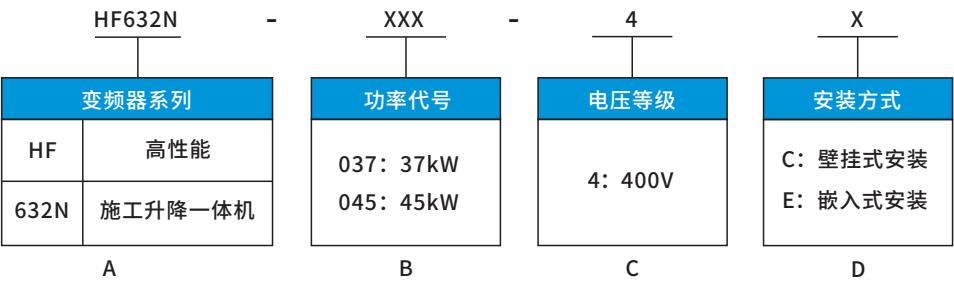 HF632N - XXX - 4 X
变频器系列 功率代号 电压等级 安装方式
HF 高性能
632N 施工升降一体机
037：37kW
045：45kW
4：400V
C：壁挂式安装
E：嵌入式安装
A B C D